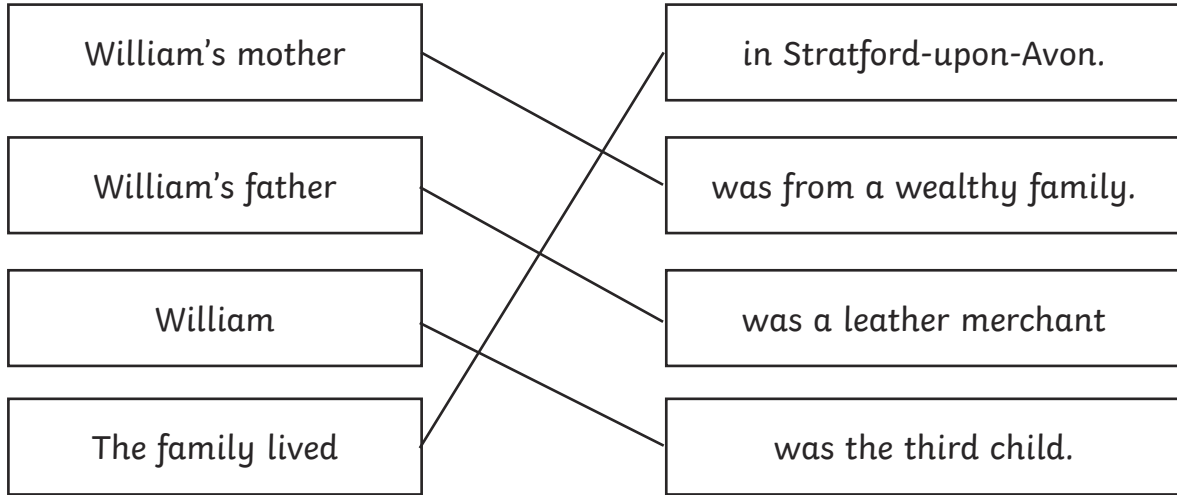 William’s mother
in Stratford-upon-Avon.
William’s father
was from a wealthy family.
William
was a leather merchant
The family lived
was the third child.